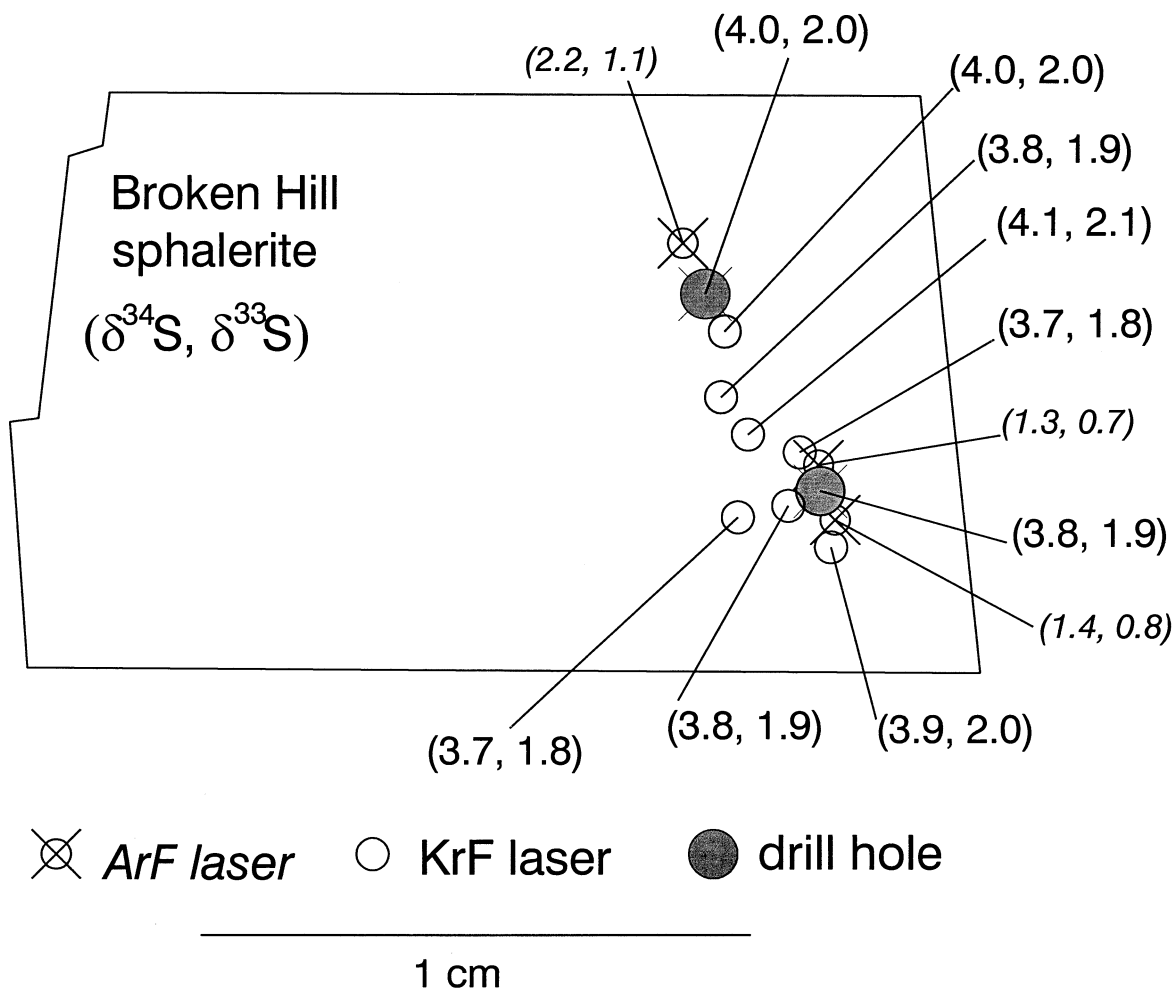 (4.0, 2.0)
(2.2, 1.1)
(4.0, 2.0)
(3.8, 1.9)
Broken Hill
sphalerite
(δ34S, δ33S)
(4.1, 2.1)
(3.7, 1.8)
(1.3, 0.7)
(3.8, 1.9)
(1.4, 0.8)
(3.8, 1.9)
(3.9, 2.0)
(3.7, 1.8)
ArF laser
KrF laser
drill hole
1 cm